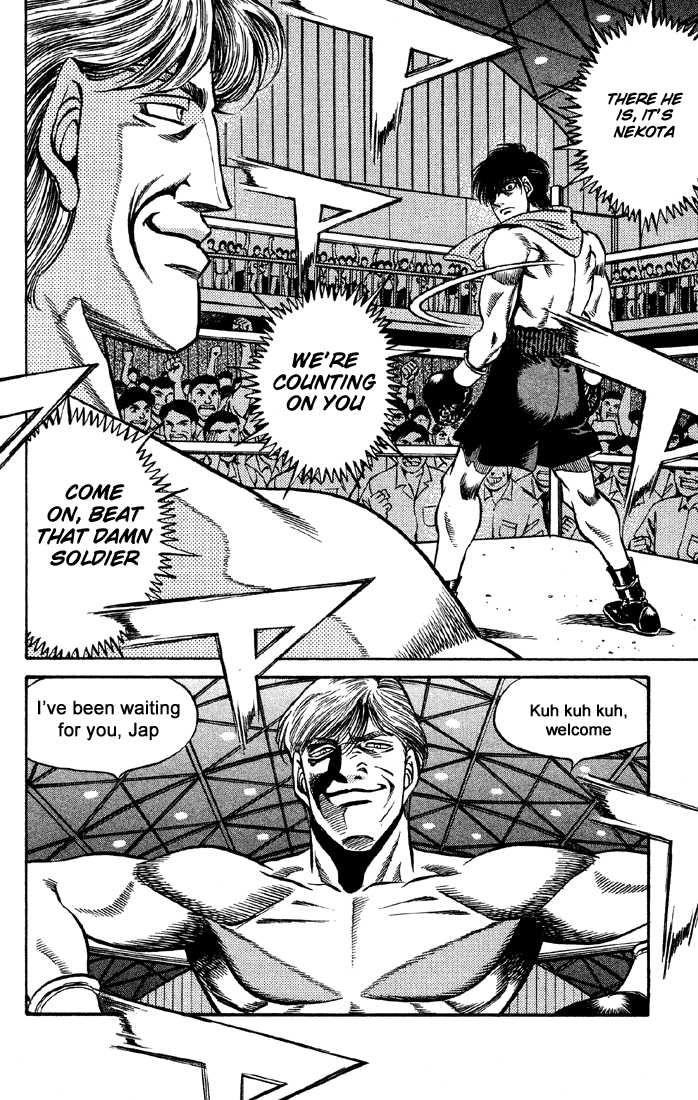 THERE HE
IS, IT'S
NEKOTA
WE'RE
COUNTING
ON YOU
COME
ON, BEAT
THAT DAMN
SOLDIER
Kuh kuh kuh,
welcome
I've been waiting
for you, Jap